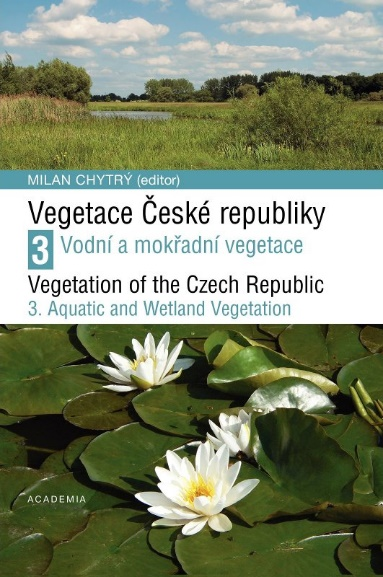 MILAN CHYTRÝ (editor)
Vegetace České republiky
3 Vodní a mokřadní vegetace
Vegetation of the Czech Republic
3. Aquatic and Wetland Vegetation
ACADEMIA